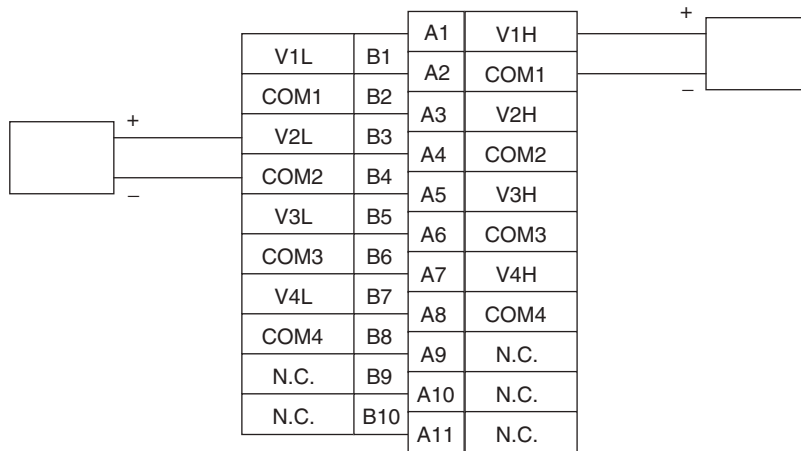 +
A1 V1H
V1L B1
A2 COM1
–
COM1 B2
A3 V2H
+
V2L B3
A4 COM2
COM2 B4
–
A5 V3H
V3L B5
A6 COM3
COM3 B6
A7 V4H
V4L B7
A8 COM4
COM4 B8
A9 N.C.
N.C. B9
A10 N.C.
N.C. B10
A11 N.C.